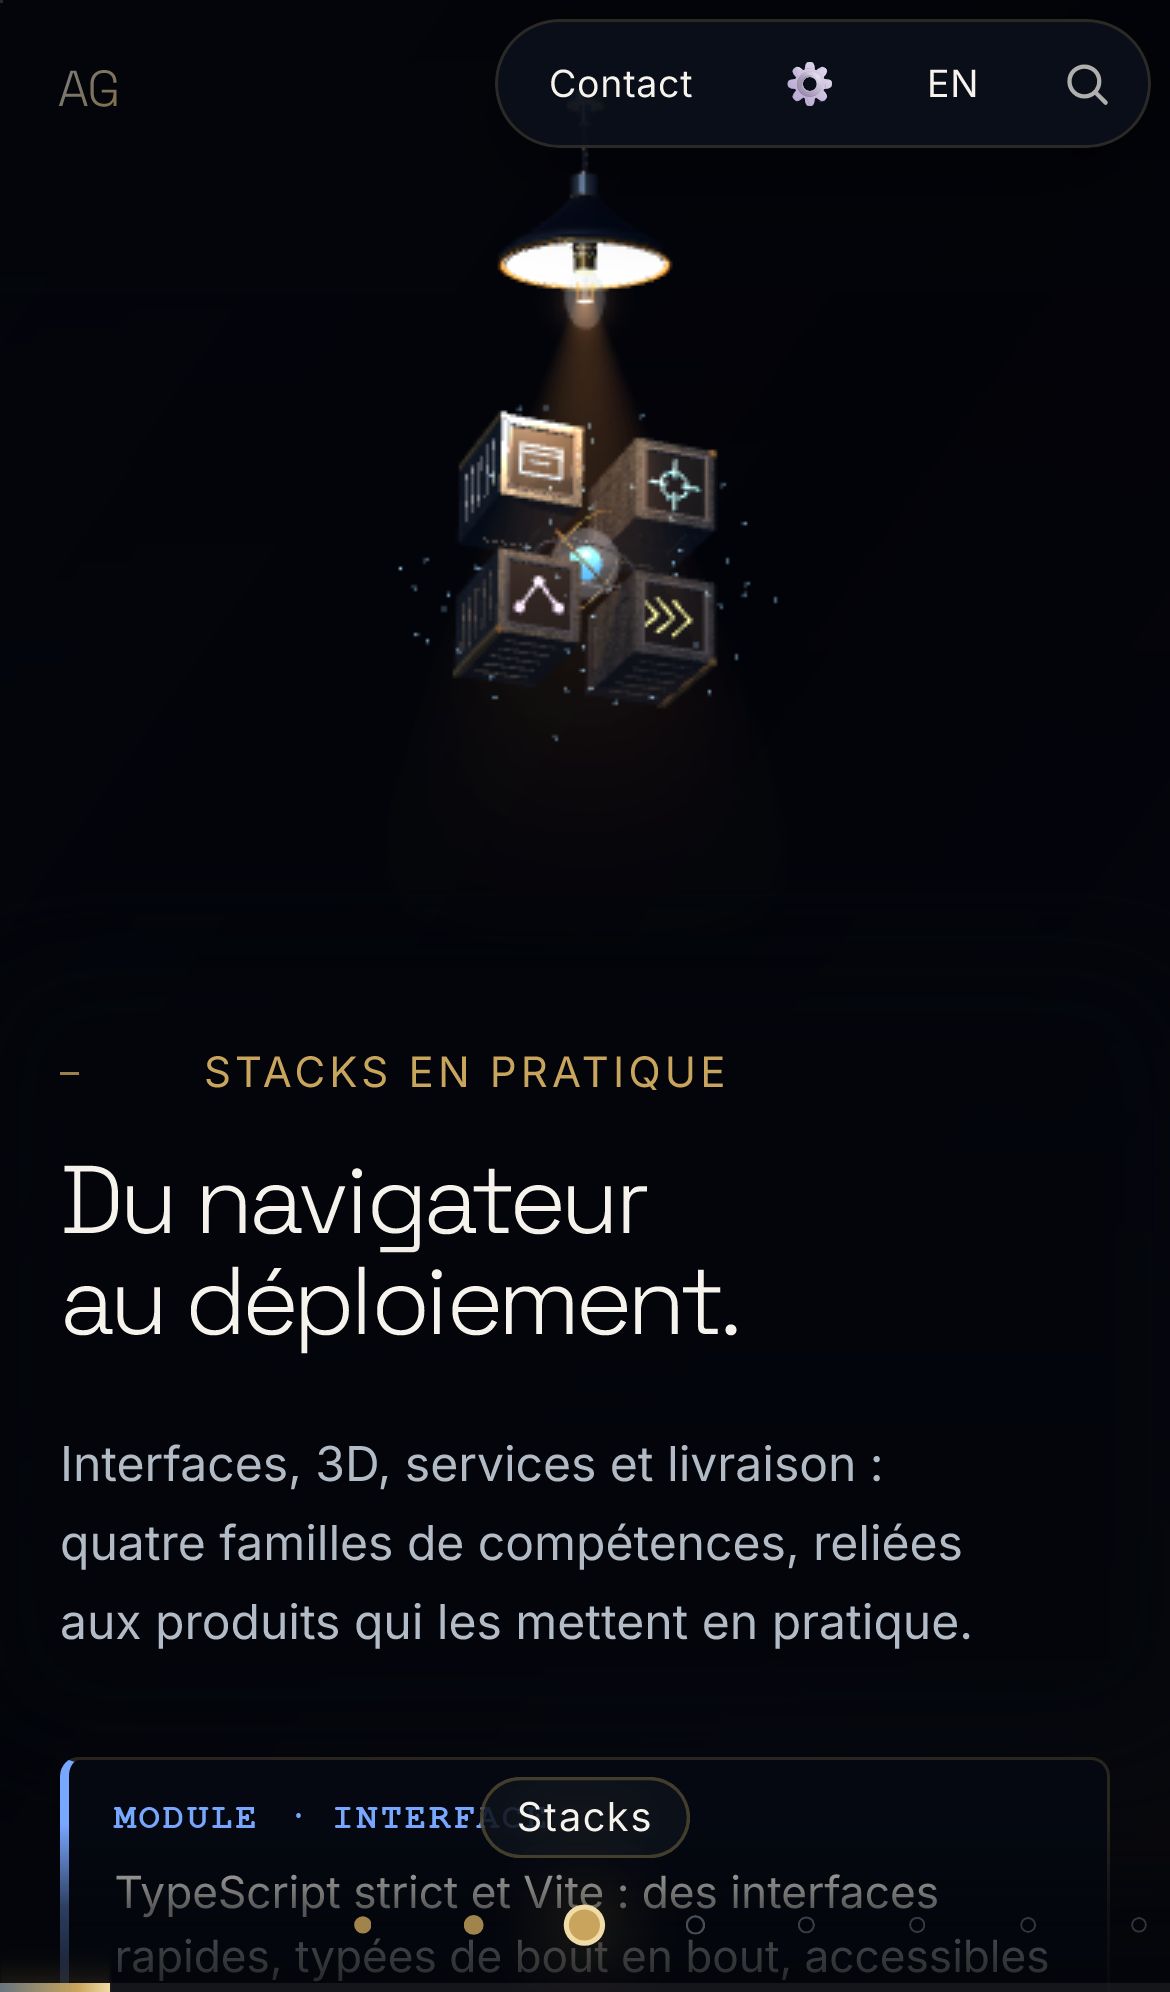 AG
Contact EN
– STACKS EN PRATIQUE
Du navigateur
au déploiement.
Interfaces, 3D, services et livraison :
quatre familles de compétences, reliées
aux produits qui les mettent en pratique.
MODULE · INTERFACE
Stacks
TypeScript strict et Vite : des interfaces
rapides, typées de bout en bout, accessibles